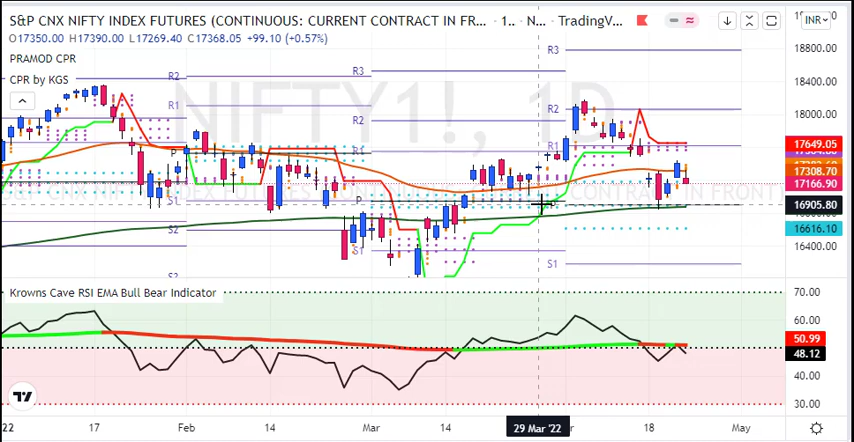 S&P CNX NIFTY INDEX FUTURES (CONTINUOUS: CURRENT CONTRACT IN FR... · 1... · N... · TradingV...
INR
O17350.00 H17390.00 L17269.40 C17368.05 +99.10 (+0.57%)
PRAMOD CPR
CPR by KGS
NIFTY1!, 1D
R3
R2
R1
P
S1
S2
R3
R2
R1
P
S1
R3
R2
R1
S1
18800.00
18400.00
18000.00
17649.05
17308.70
17166.90
16905.80
16616.10
16400.00
Krowns Cave RSI EMA Bull Bear Indicator
70.00
60.00
50.99
48.12
40.00
30.00
22 17 Feb 14 Mar 14 29 Mar '22 18 May